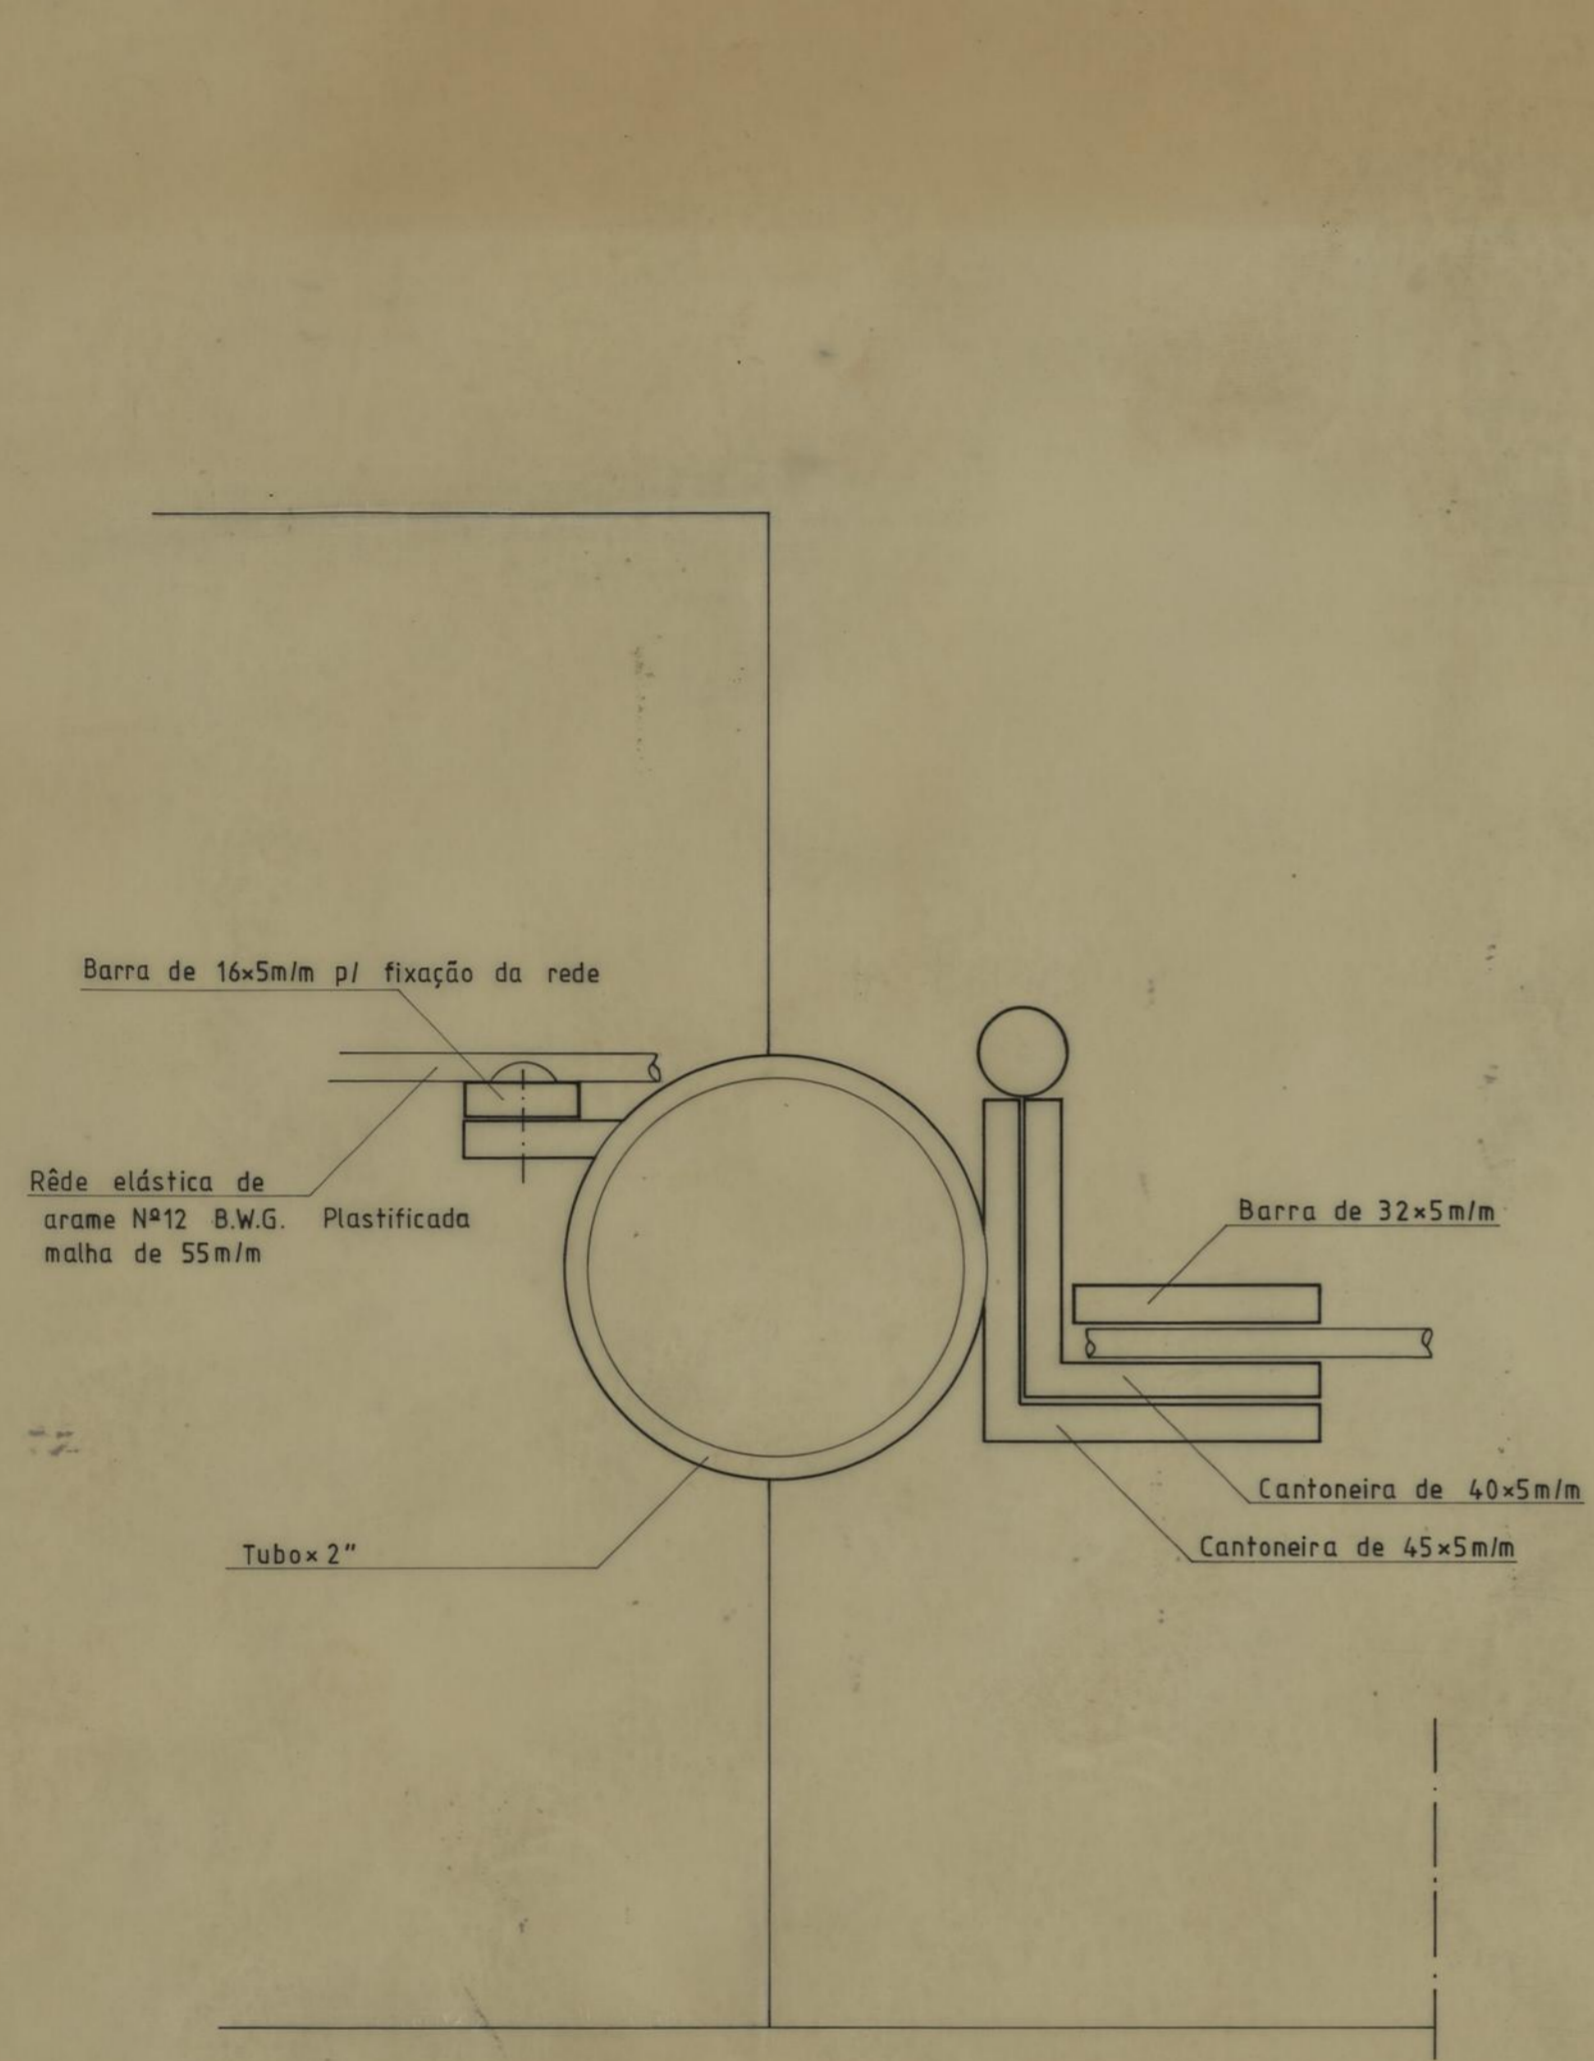 Barra de 16×5m/m p/ fixação da rede
Rêde elástica de
arame Nº12 B.W.G. Plastificada
malha de 55m/m
Barra de 32×5m/m
Cantoneira de 40×5m/m
Cantoneira de 45×5m/m
Tubo× 2"